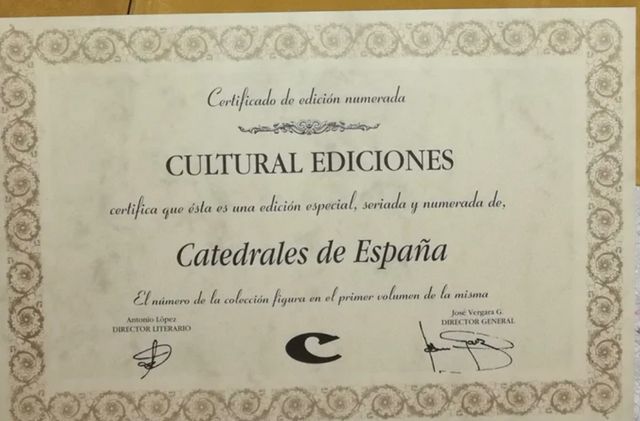 Certificado de edición numerada
CULTURAL EDICIONES
certifica que ésta es una edición especial, seriada y numerada de,
Catedrales de España
El número de la colección figura en el primer volumen de la misma
Antonio López
DIRECTOR LITERARIO
José Vergara G.
DIRECTOR GENERAL
C